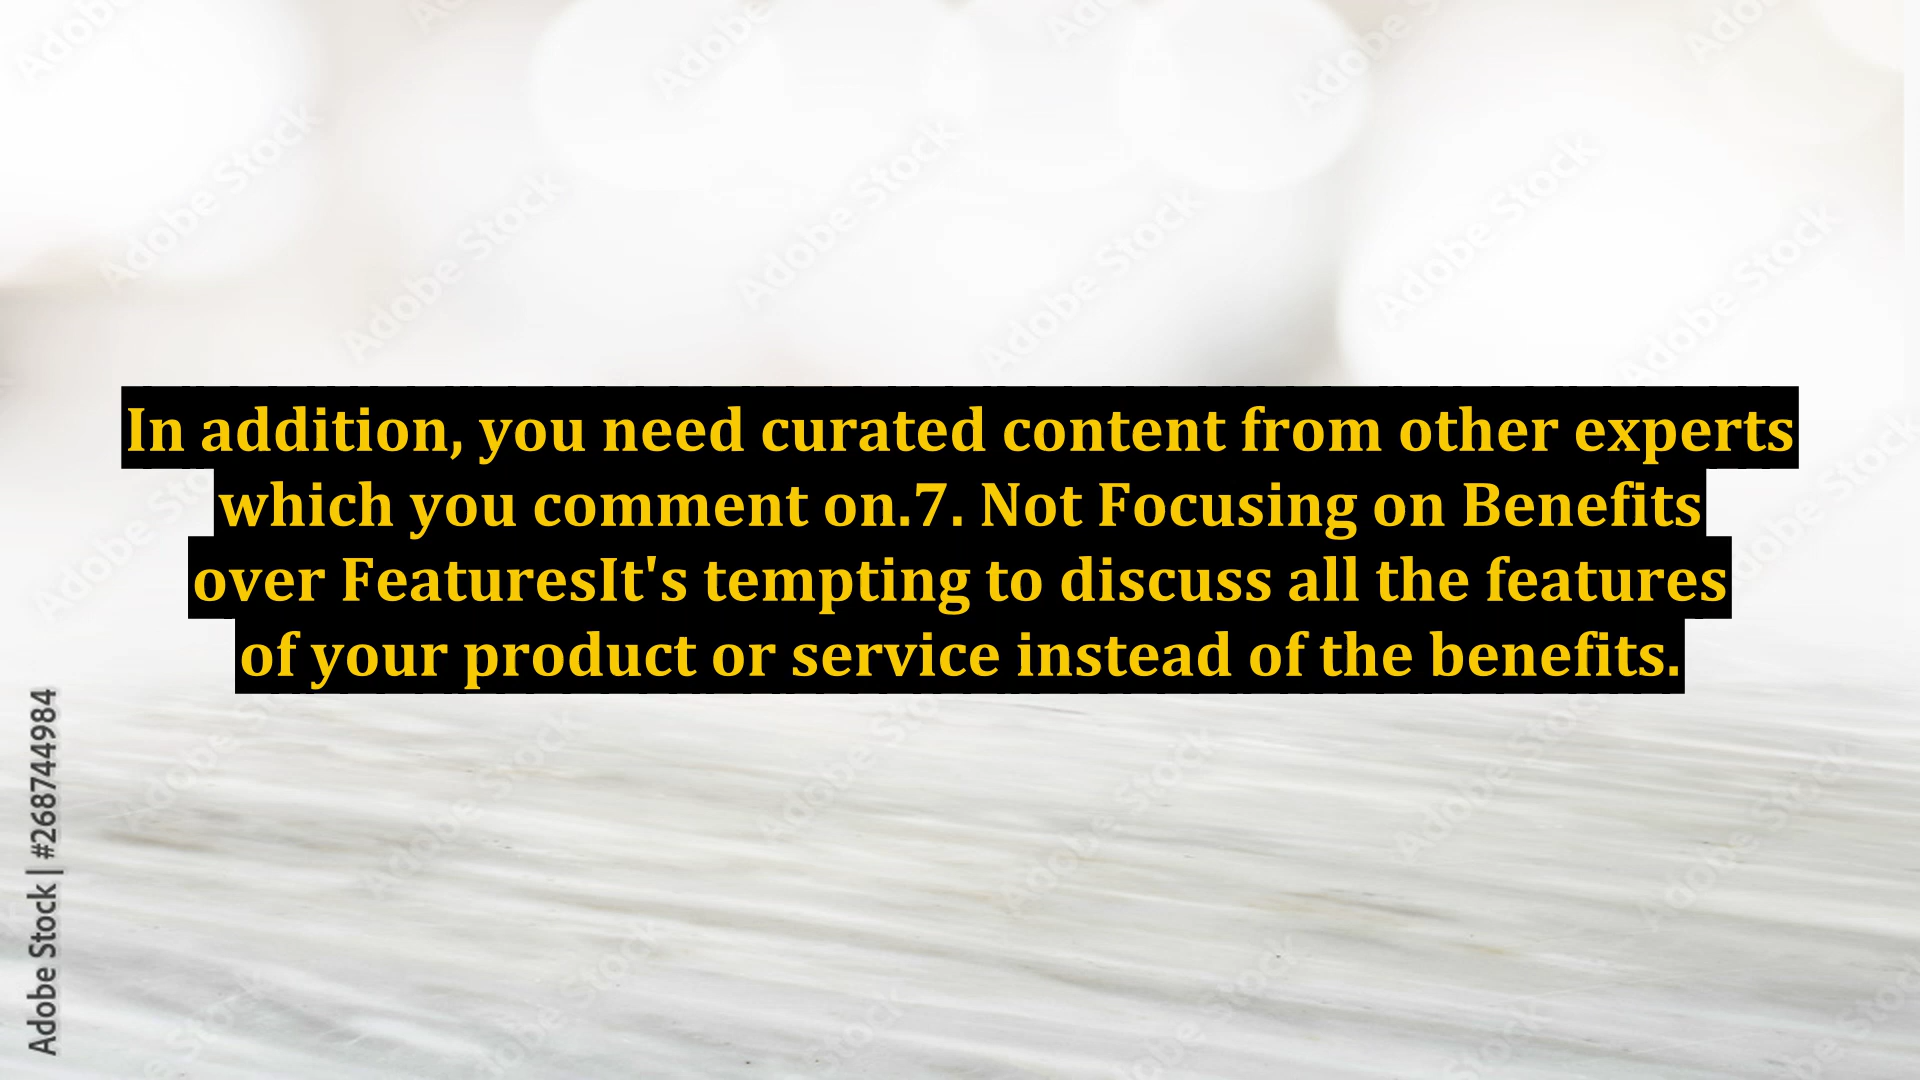 In addition, you need curated content from other experts
which you comment on.7. Not Focusing on Benefits
over FeaturesIt's tempting to discuss all the features
of your product or service instead of the benefits.
Adobe Stock | #268744984